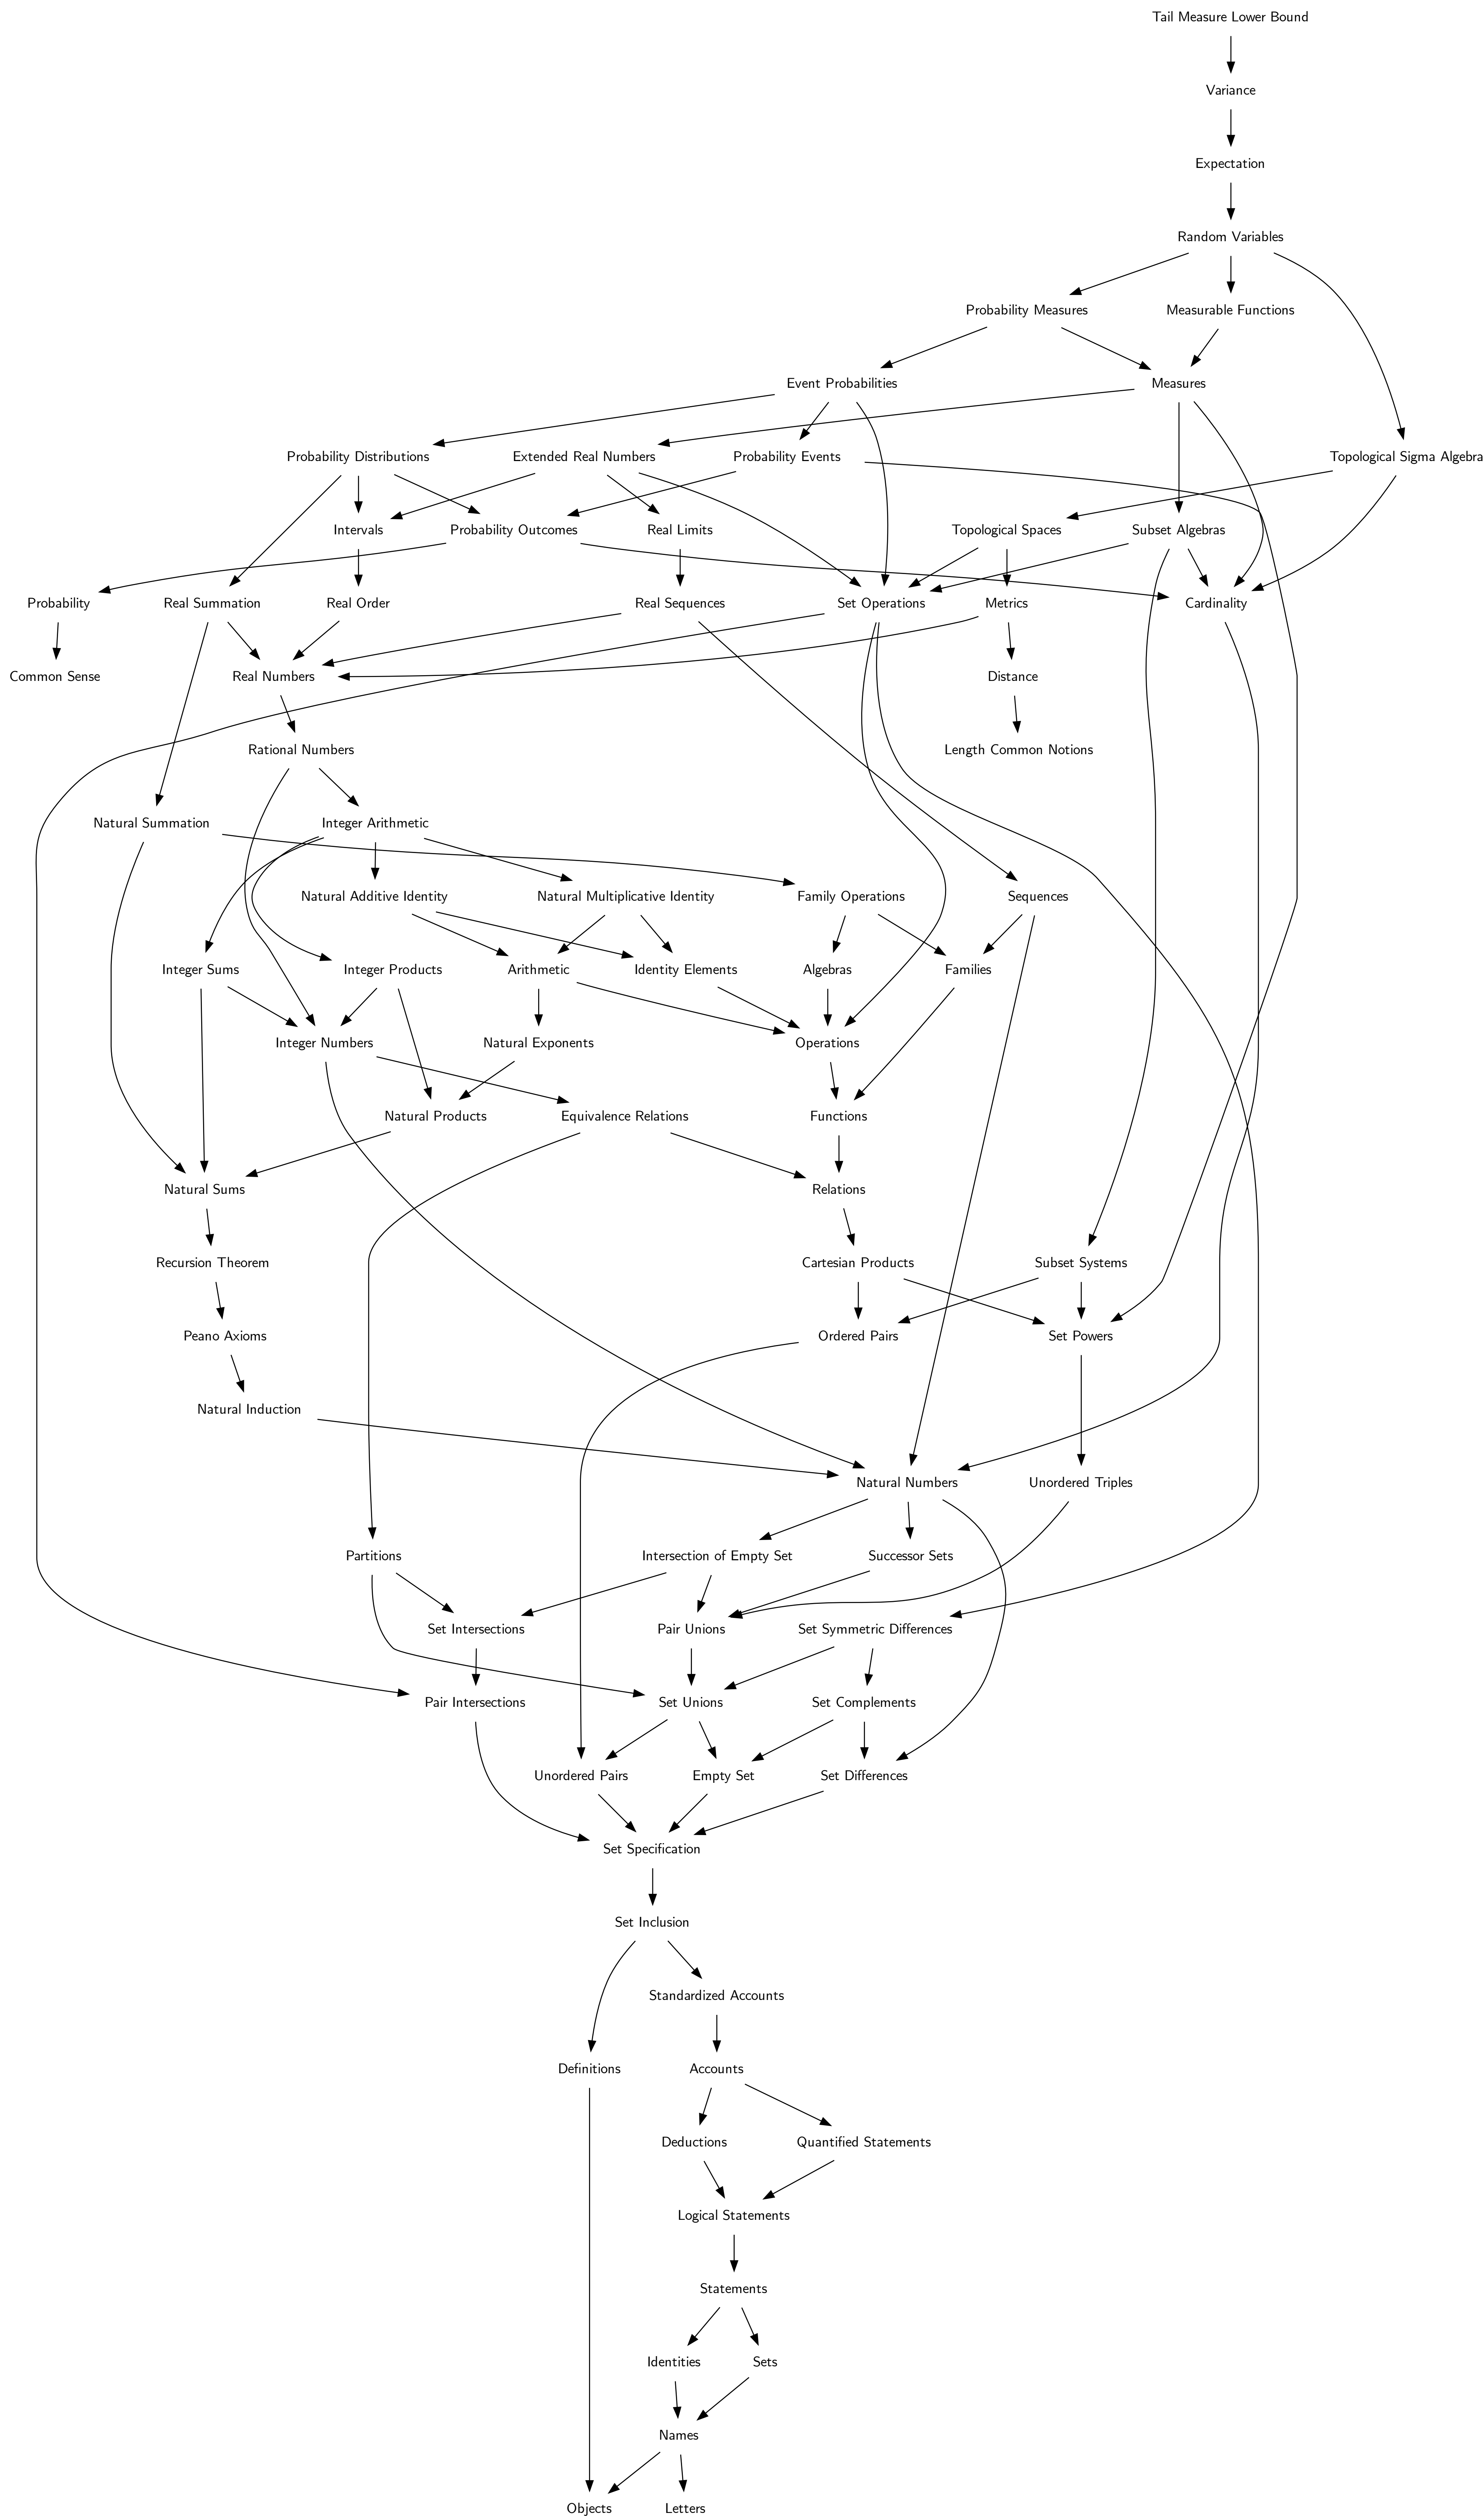 Tail Measure Lower Bound
Variance
Expectation
Random Variables
Probability Measures
Measurable Functions
Event Probabilities
Measures
Probability Distributions
Extended Real Numbers
Probability Events
Topological Sigma Algebra
Intervals
Probability Outcomes
Real Limits
Topological Spaces
Subset Algebras
Probability
Real Summation
Real Order
Real Sequences
Set Operations
Metrics
Cardinality
Common Sense
Real Numbers
Distance
Rational Numbers
Length Common Notions
Natural Summation
Integer Arithmetic
Natural Additive Identity
Natural Multiplicative Identity
Family Operations
Sequences
Integer Sums
Integer Products
Arithmetic
Identity Elements
Algebras
Families
Integer Numbers
Natural Exponents
Operations
Natural Products
Equivalence Relations
Functions
Natural Sums
Relations
Recursion Theorem
Cartesian Products
Subset Systems
Peano Axioms
Ordered Pairs
Set Powers
Natural Induction
Natural Numbers
Unordered Triples
Partitions
Intersection of Empty Set
Successor Sets
Set Intersections
Pair Unions
Set Symmetric Differences
Pair Intersections
Set Unions
Set Complements
Unordered Pairs
Empty Set
Set Differences
Set Specification
Set Inclusion
Standardized Accounts
Definitions
Accounts
Deductions
Quantified Statements
Logical Statements
Statements
Identities
Sets
Names
Objects
Letters